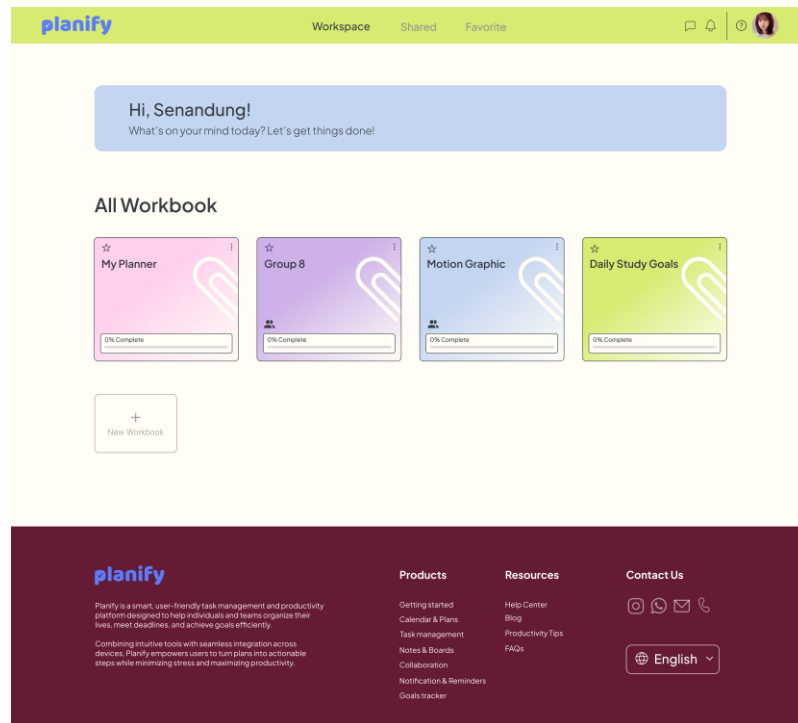 planify
Workspace Shared Favorite
Hi, Senandung!
What's on your mind today? Let's get things done!
All Workbook
My Planner
0% Complete
Group 8
0% Complete
Motion Graphic
0% Complete
Daily Study Goals
0% Complete
New Workbook
planify
Planify is a smart, user-friendly task management and productivity
platform designed to help individuals and teams organize their
lives, meet deadlines, and achieve goals efficiently.
Combining intuitive tools with seamless integration across
devices, Planify empowers users to turn plans into actionable
steps while minimizing stress and maximizing productivity.
Products
Getting started
Calendar & Plans
Task management
Notes & Boards
Collaboration
Notification & Reminders
Goals tracker
Resources
Help Center
Blog
Productivity Tips
FAQs
Contact Us
English